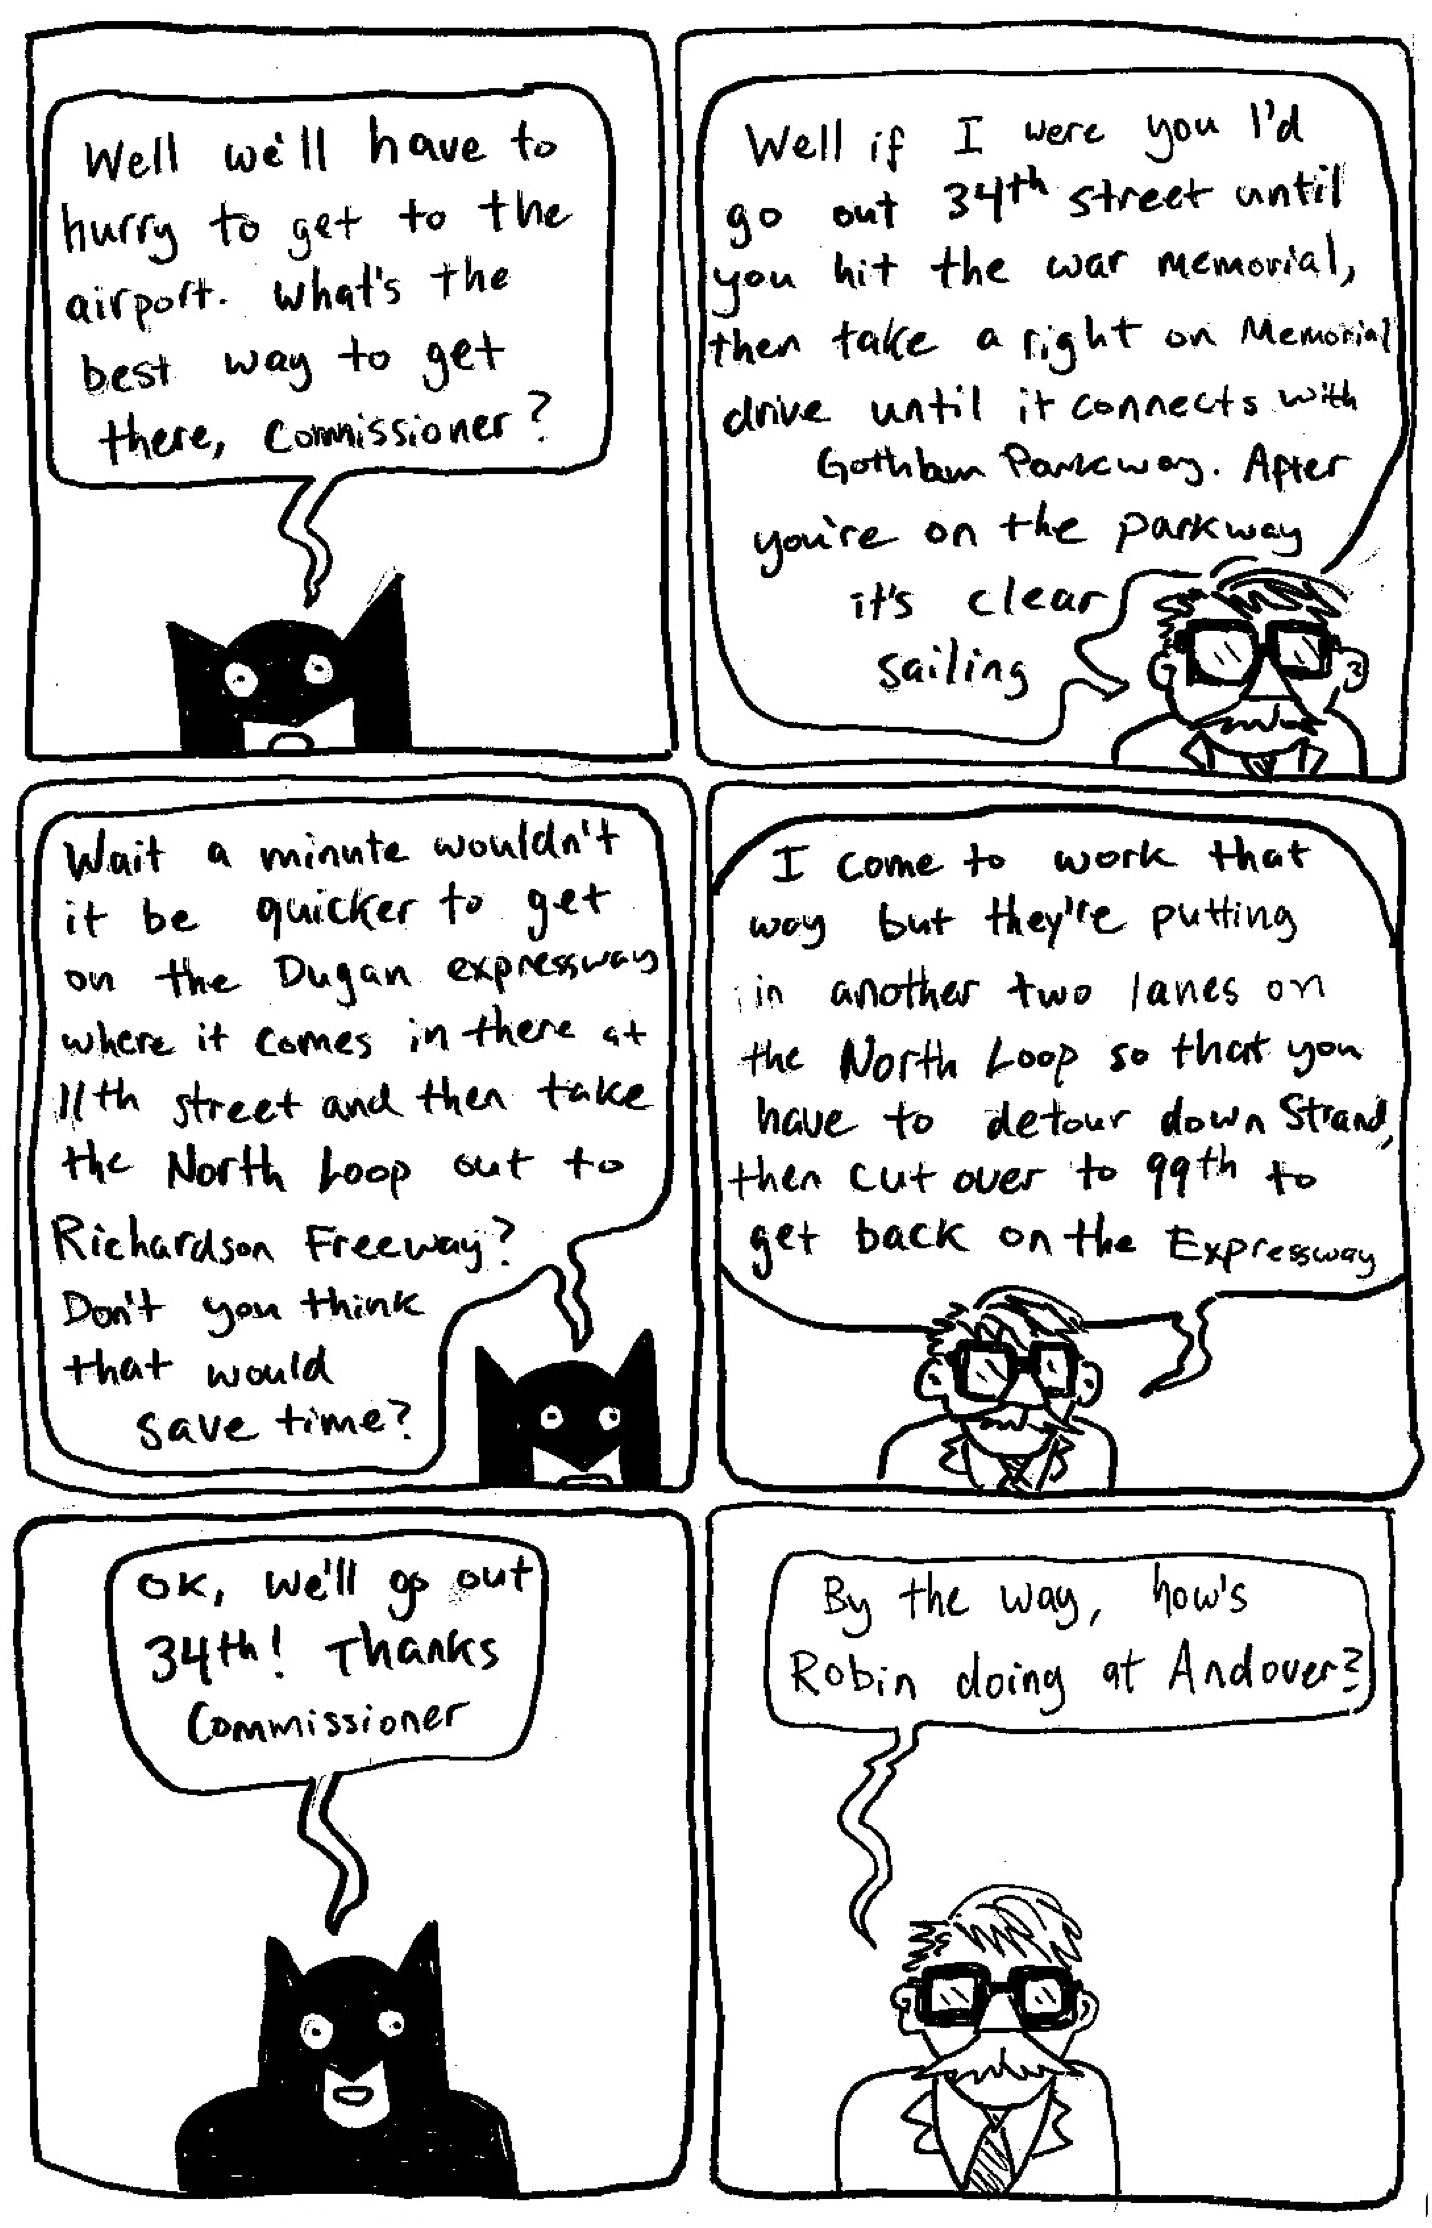 Well we'll have to
hurry to get to the
airport. What's the
best way to get
there, Commissioner?
Well if I were you I'd
go out 34th street until
you hit the war memorial,
then take a right on Memorial
drive until it connects with
Gotham Parkway. After
you're on the parkway
it's clear
sailing
Wait a minute wouldn't
it be quicker to get
on the Dugan expressway
where it comes in there at
11th street and then take
the North Loop out to
Richardson Freeway?
Don't you think
that would
save time?
I come to work that
way but they're putting
in another two lanes on
the North Loop so that you
have to detour down Strand,
then cut over to 99th to
get back on the Expressway
OK, we'll go out
34th! Thanks
Commissioner
By the way, how's
Robin doing at Andover?